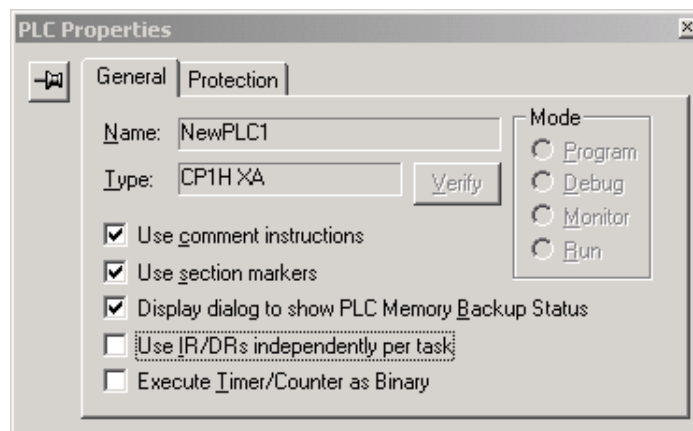 PLC Properties
General
Protection
Name: NewPLC1
Type: CP1H XA
Verify
Mode
Program
Debug
Monitor
Run
Use comment instructions
Use section markers
Display dialog to show PLC Memory Backup Status
Use IR/DRs independently per task
Execute Timer/Counter as Binary